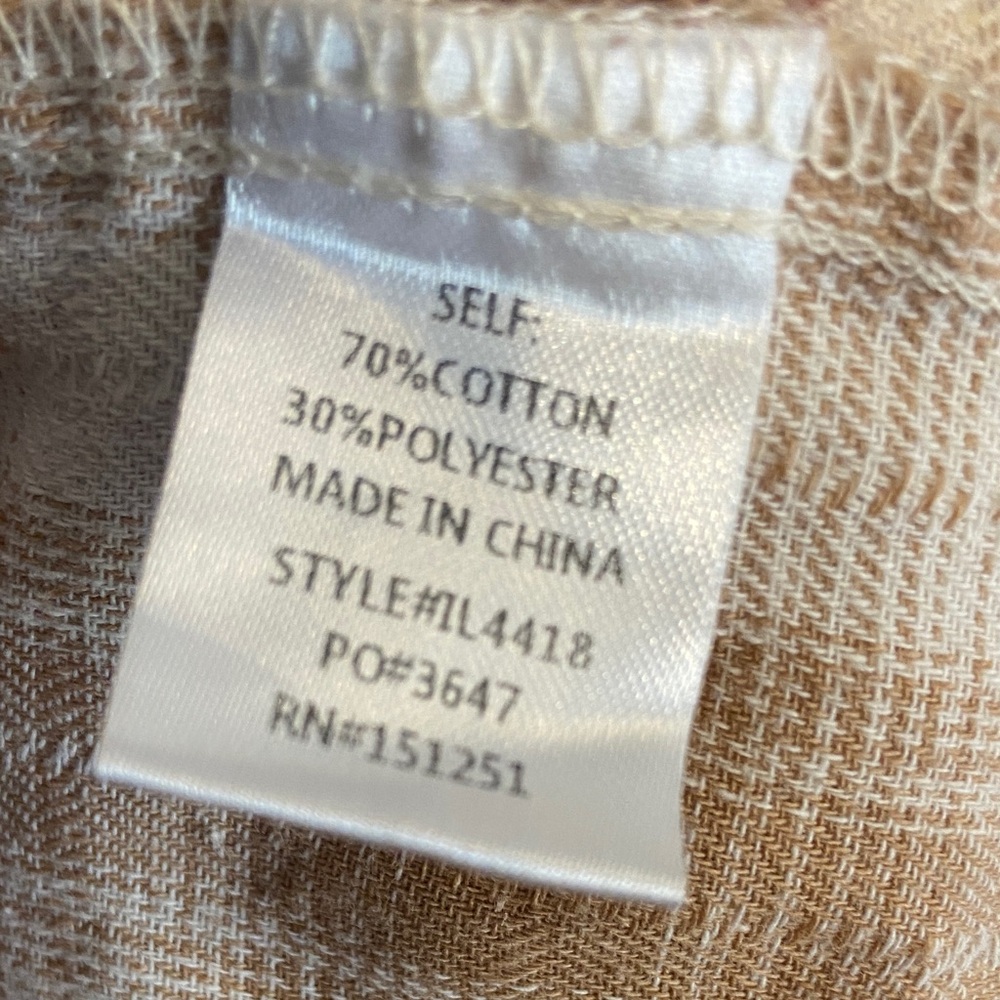 SELF:
70%COTTON
30%POLYESTER
MADE IN CHINA
STYLE#IL4418
PO#3647
RN#151251